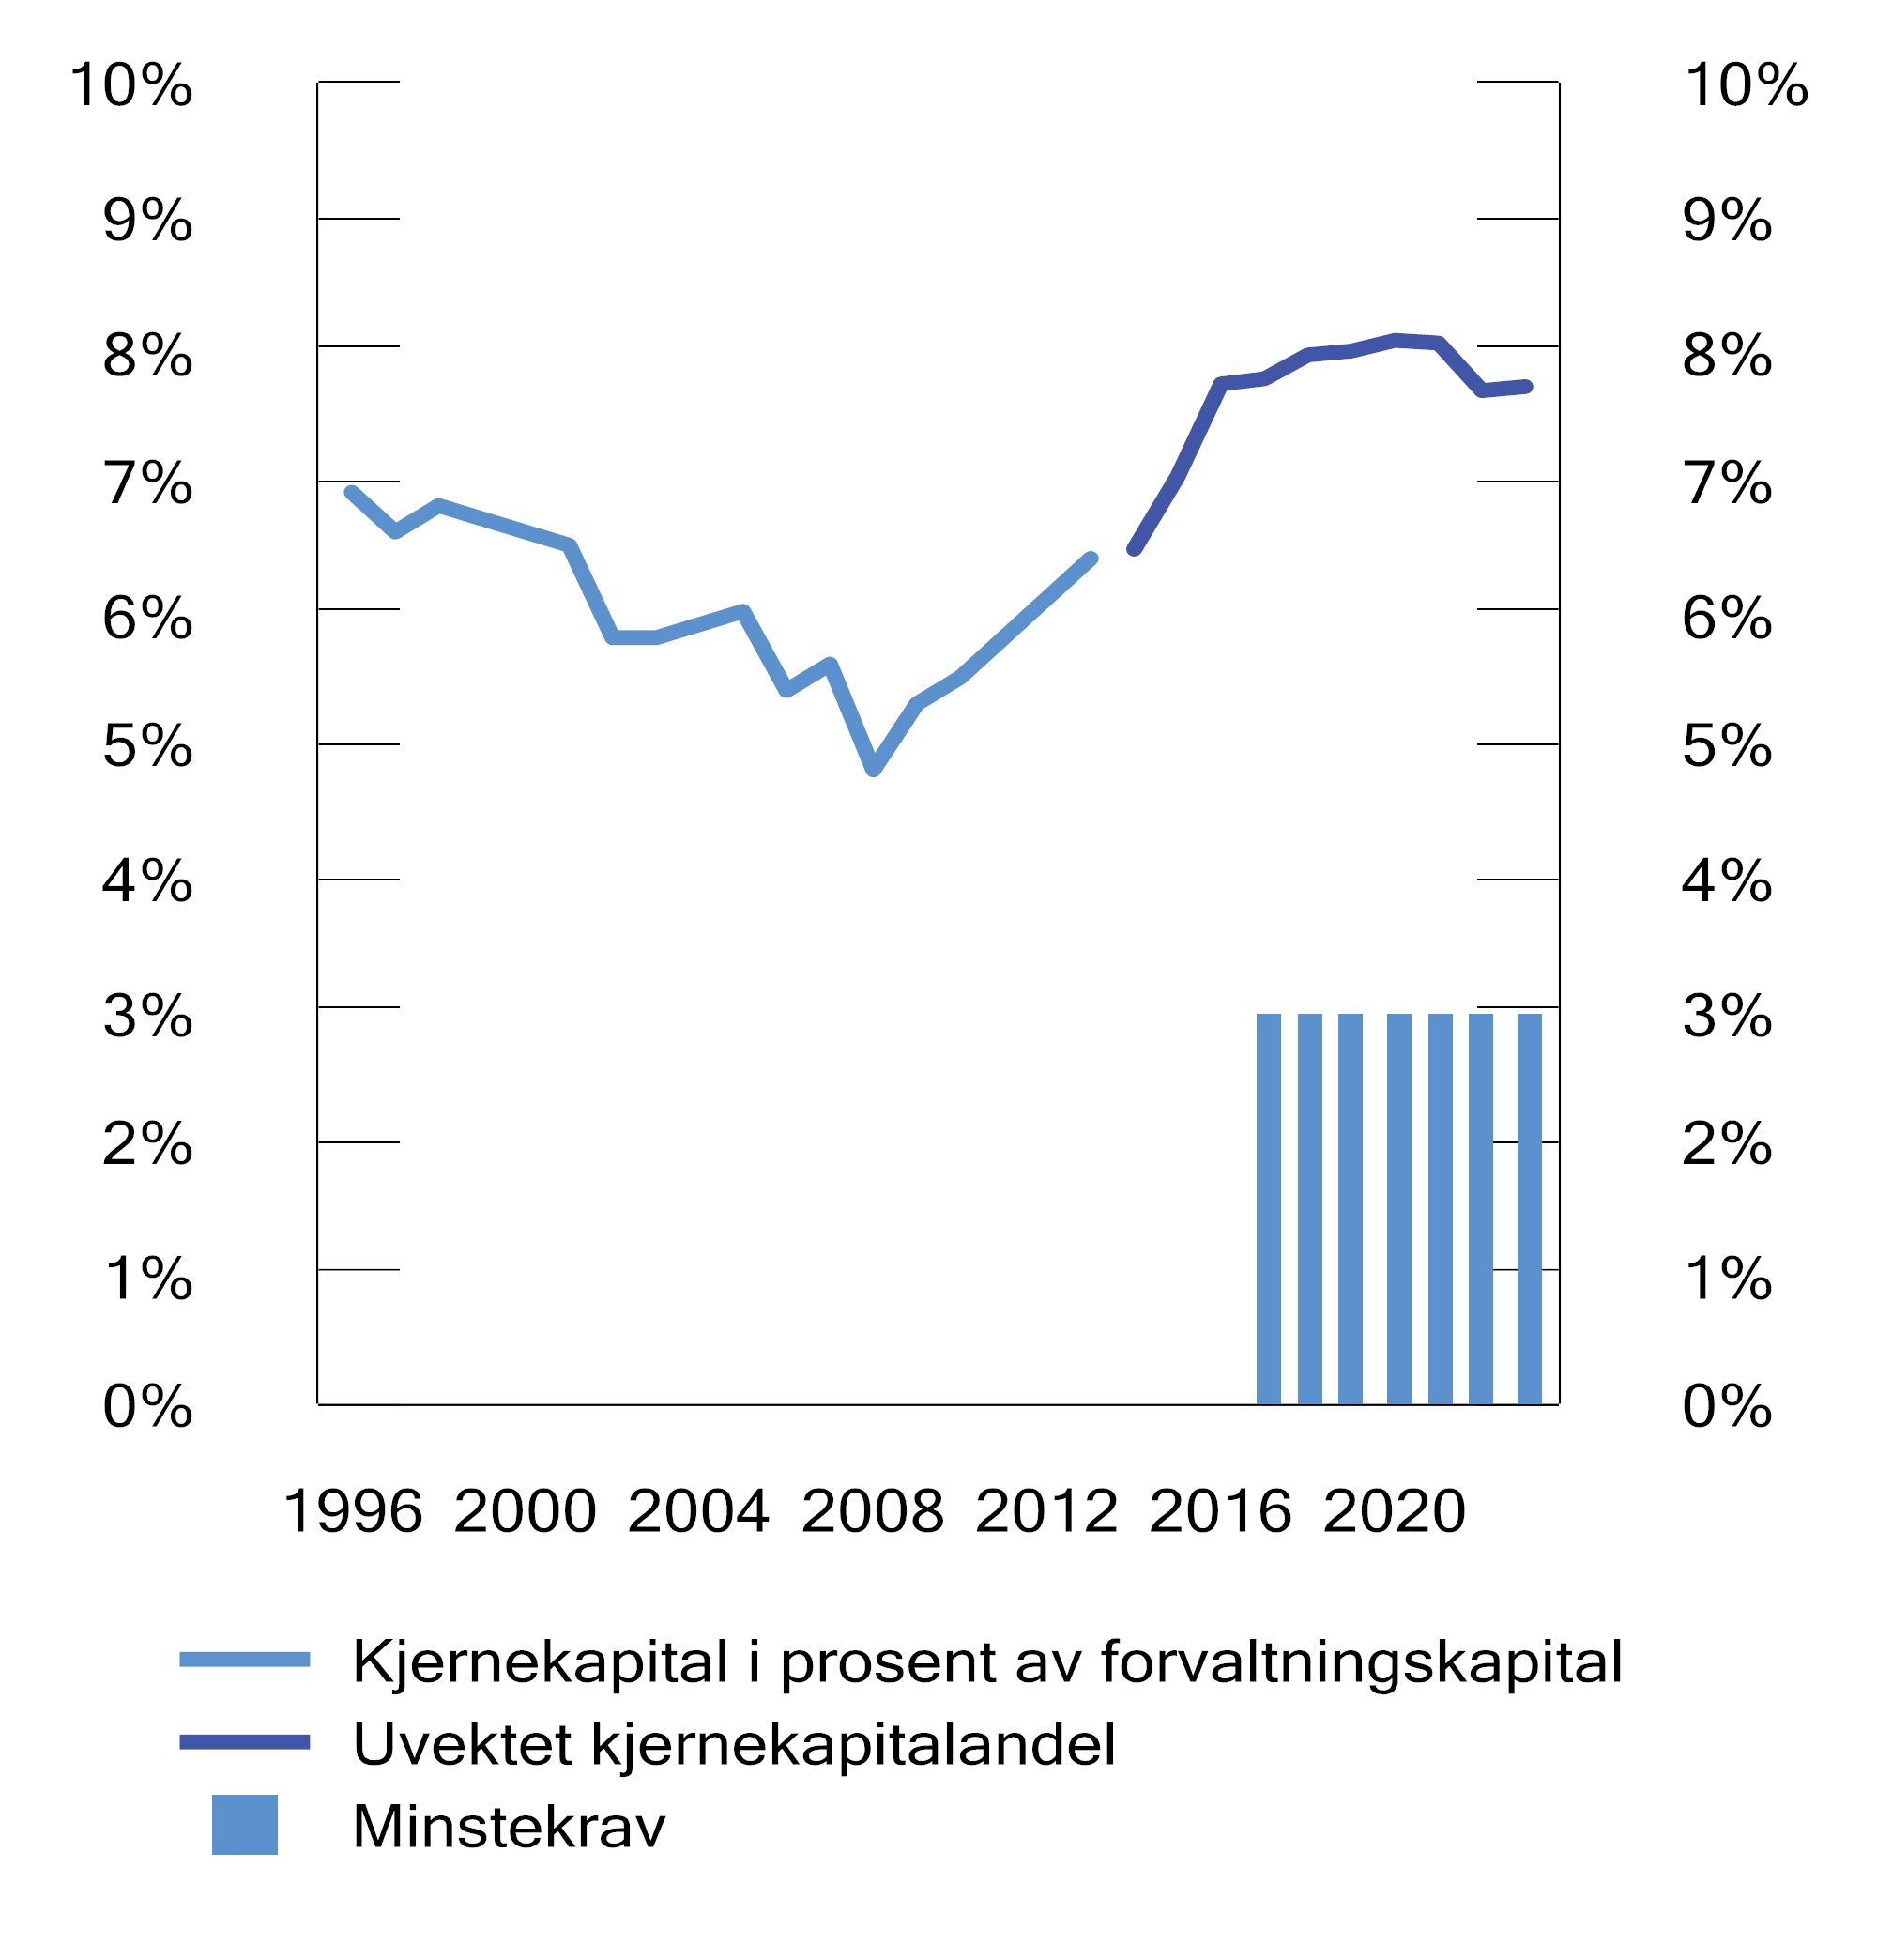 10% 10%
9% 9%
8% 8%
7% 7%
6% 6%
5% 5%
4% 4%
3% 3%
2% 2%
1% 1%
0% 0%
1996 2000 2004 2008 2012 2016 2020
Kjernekapital i prosent av forvaltningskapital
Uvektet kjernekapitalandel
Minstekrav